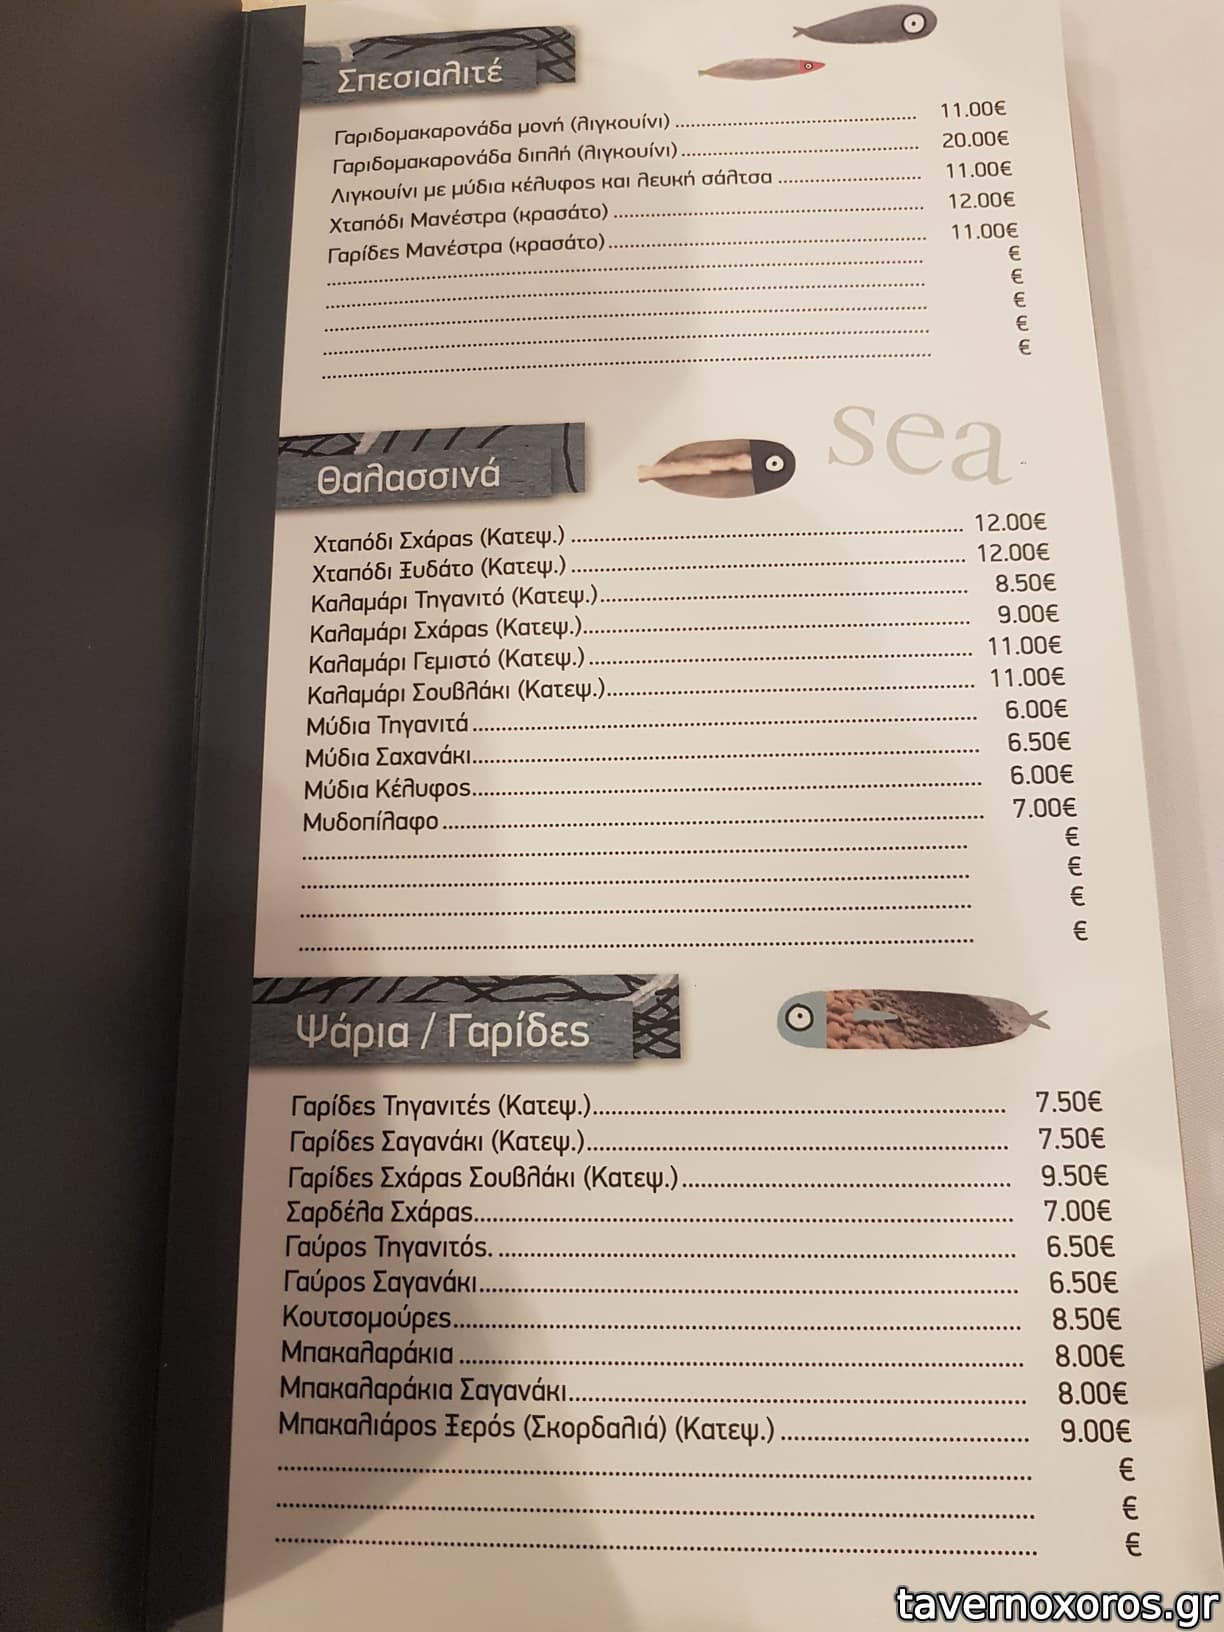 Σπεσιαλιτέ
Γαριδομακαρονάδα μονή (λιγκουίνι) 11.00€
Γαριδομακαρονάδα διπλή (λιγκουίνι) 20.00€
Λιγκουίνι με μύδια κέλυφος και λευκή σάλτσα 11.00€
Χταπόδι Μανέστρα (κρασάτο) 12.00€
Γαρίδες Μανέστρα (κρασάτο) 11.00€
€
€
€
€
€
sea
Θαλασσινά
Χταπόδι Σχάρας (Κατεψ.) 12.00€
Χταπόδι Ξυδάτο (Κατεψ.) 12.00€
Καλαμάρι Τηγανιτό (Κατεψ.) 8.50€
Καλαμάρι Σχάρας (Κατεψ.) 9.00€
Καλαμάρι Γεμιστό (Κατεψ.) 11.00€
Καλαμάρι Σουβλάκι (Κατεψ.) 11.00€
Μύδια Τηγανιτά 6.00€
Μύδια Σαχανάκι 6.50€
Μύδια Κέλυφος 6.00€
Μυδοπίλαφο 7.00€
€
€
€
€
Ψάρια / Γαρίδες
Γαρίδες Τηγανιτές (Κατεψ.) 7.50€
Γαρίδες Σαγανάκι (Κατεψ.) 7.50€
Γαρίδες Σχάρας Σουβλάκι (Κατεψ.) 9.50€
Σαρδέλα Σχάρας 7.00€
Γαύρος Τηγανιτός. 6.50€
Γαύρος Σαγανάκι 6.50€
Κουτσομούρες 8.50€
Μπακαλαράκια 8.00€
Μπακαλαράκια Σαγανάκι 8.00€
Μπακαλιάρος Ξερός (Σκορδαλιά) (Κατεψ.) 9.00€
€
€
€
tavernoxoros.gr